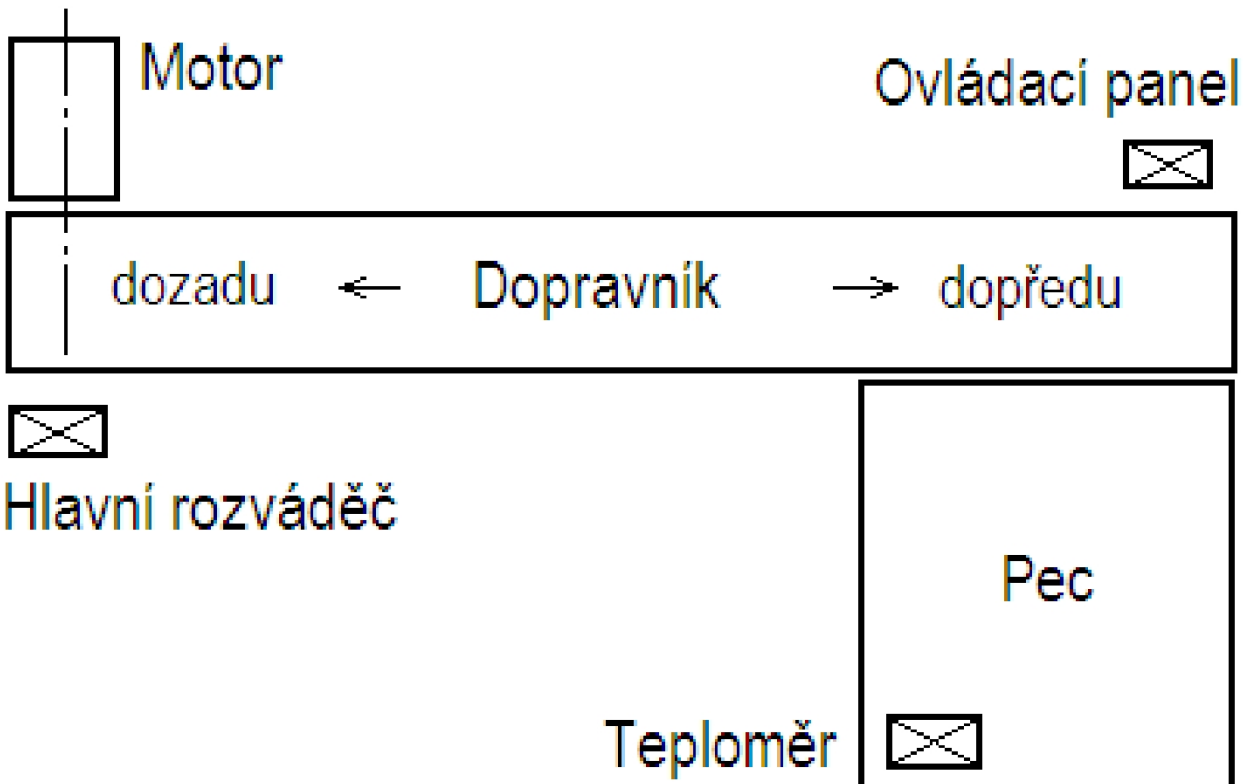 Motor
Ovládací panel
dozadu
Dopravník
dopředu
Hlavní rozváděč
Pec
Teploměr